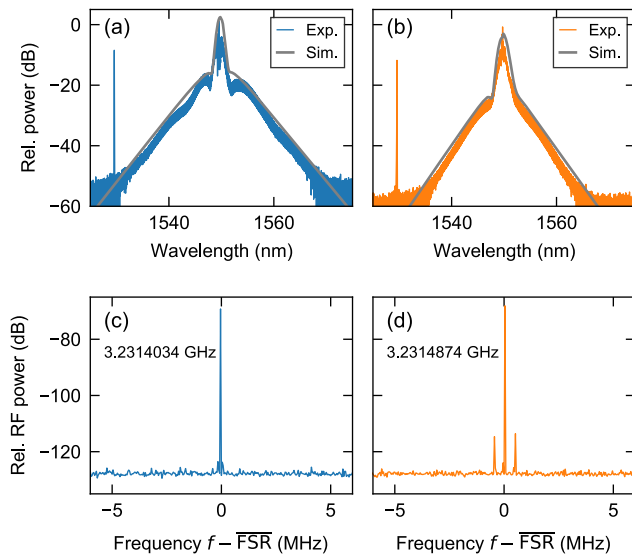 (a)
Exp.
Sim.
(b)
Exp.
Sim.
Rel. power (dB)
0
−20
−40
−60
1540
1560
1540
1560
Wavelength (nm)
Wavelength (nm)
(c)
(d)
3.2314034 GHz
3.2314874 GHz
Rel. RF power (dB)
−80
−100
−120
−5
0
5
−5
0
5
Frequency f − F̅S̅R̅ (MHz)
Frequency f − F̅S̅R̅ (MHz)